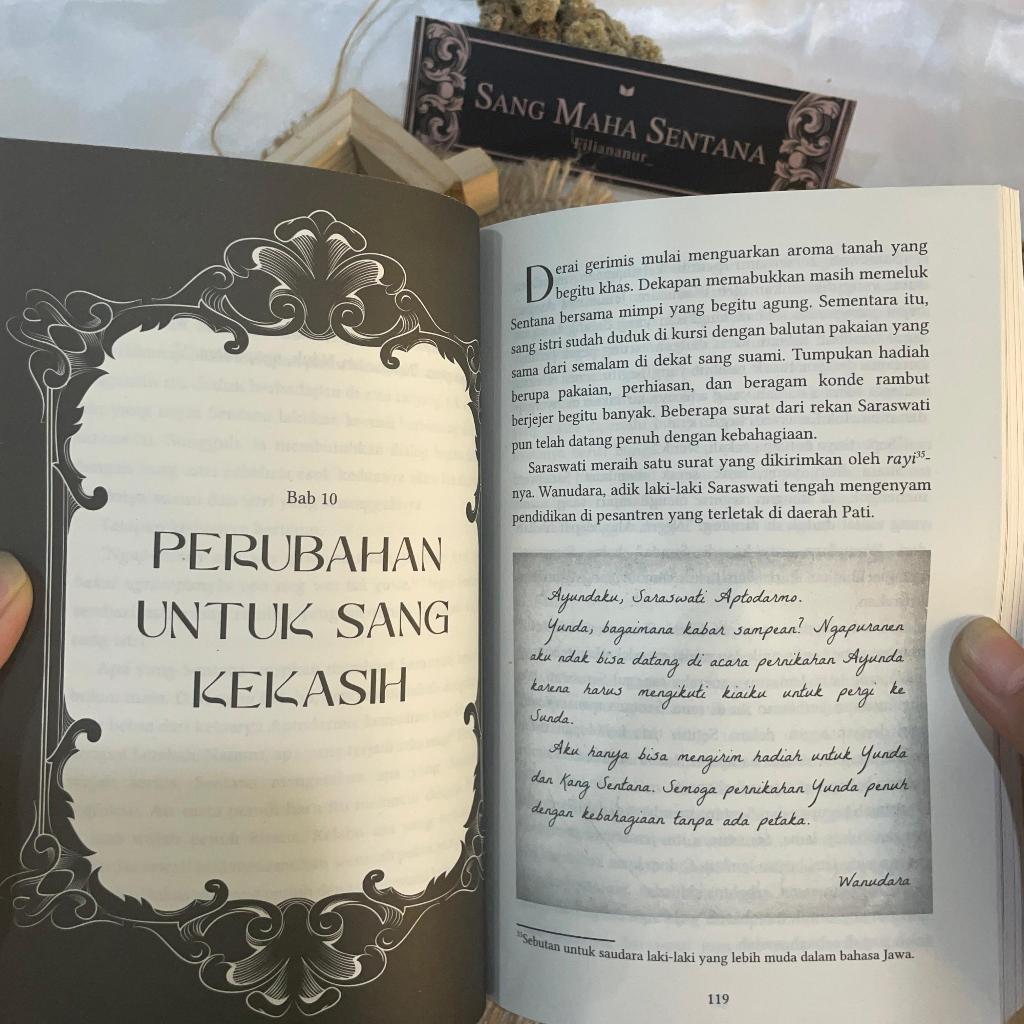 SANG MAHA SENTANA
Filiananur
Bab 10
PERUBAHAN
UNTUK SANG
KEKASIH
Derai gerimis mulai menguarkan aroma tanah yang
begitu khas. Dekapan memabukkan masih memeluk
Sentana bersama mimpi yang begitu agung. Sementara itu,
sang istri sudah duduk di kursi dengan balutan pakaian yang
sama dari semalam di dekat sang suami. Tumpukan hadiah
berupa pakaian, perhiasan, dan beragam konde rambut
berjejer begitu banyak. Beberapa surat dari rekan Saraswati
pun telah datang penuh dengan kebahagiaan.
Saraswati meraih satu surat yang dikirimkan oleh rayi³⁵-
nya. Wanudara, adik laki-laki Saraswati tengah mengenyam
pendidikan di pesantren yang terletak di daerah Pati.
Ayundaku, Saraswati Aptodarmo.
Yunda, bagaimana kabar sampean? Ngapuranen
aku ndak bisa datang di acara pernikahan Ayunda
karena harus mengikuti kiaiku untuk pergi ke
Sunda.
Aku hanya bisa mengirim hadiah untuk Yunda
dan Kang Sentana. Semoga pernikahan Yunda penuh
dengan kebahagiaan tanpa ada petaka.
Wanudara
³⁵Sebutan untuk saudara laki-laki yang lebih muda dalam bahasa Jawa.
119